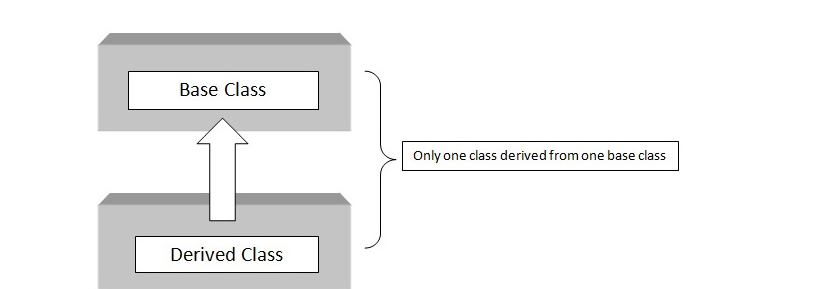 Base Class
Only one class derived from one base class
Derived Class